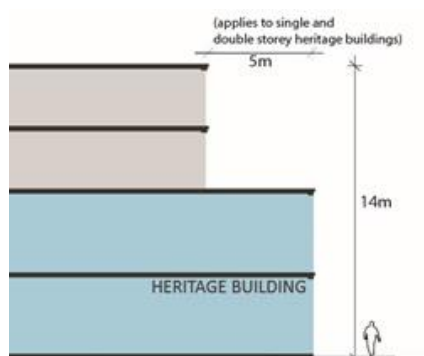 (applies to single and
double storey heritage buildings)
5m
14m
HERITAGE BUILDING